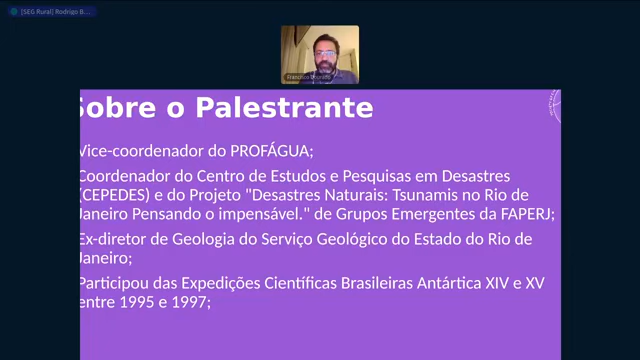 [SEG Rural] Rodrigo B...
Sobre o Palestrante
Vice-coordenador do PROFÁGUA;
Coordenador do Centro de Estudos e Pesquisas em Desastres
(CEPEDES) e do Projeto "Desastres Naturais: Tsunamis no Rio de
Janeiro Pensando o impensável." de Grupos Emergentes da FAPERJ;
Ex-diretor de Geologia do Serviço Geológico do Estado do Rio de
Janeiro;
Participou das Expedições Científicas Brasileiras Antártica XIV e XV
entre 1995 e 1997;